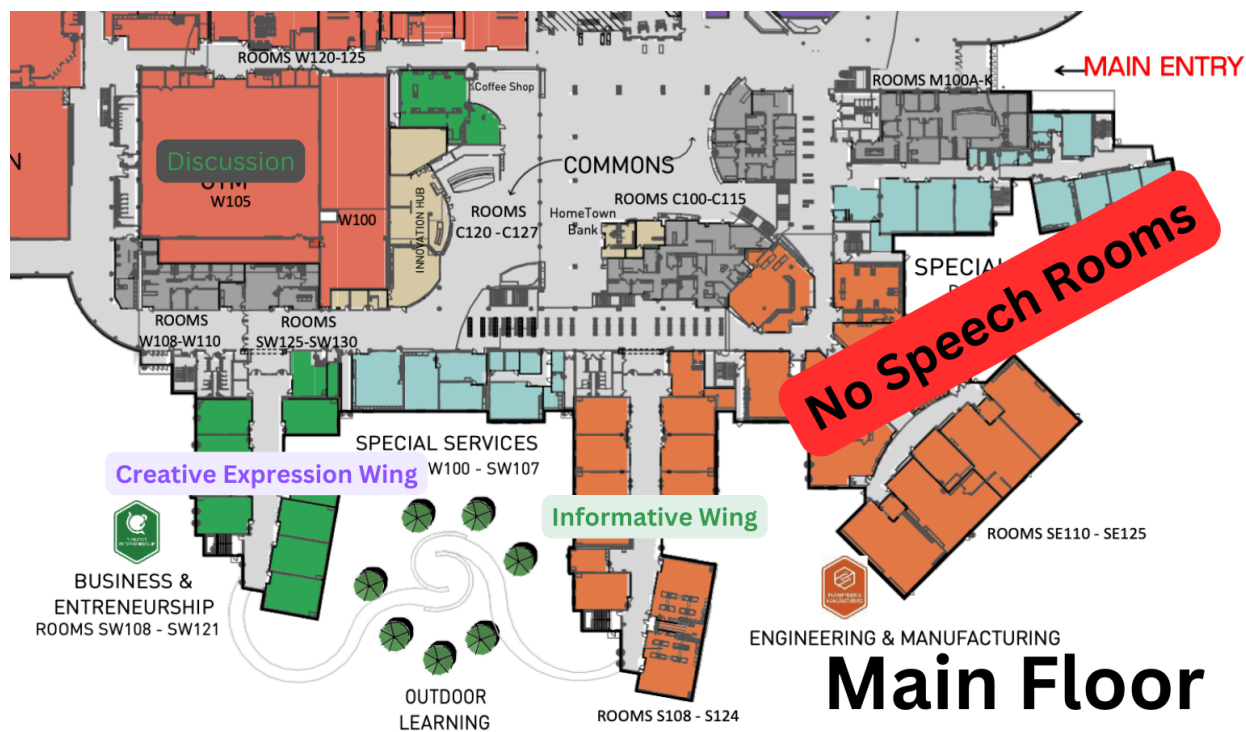 ROOMS W120-125
Coffee Shop
ROOMS M100A-K
MAIN ENTRY
N
Discussion
W105
W100
INNOVATION HUB
COMMONS
ROOMS
C120 -C127
ROOMS C100-C115
HomeTown
Bank
SPECIAL
No Speech Rooms
ROOMS
W108-W110
ROOMS
SW125-SW130
SPECIAL SERVICES
W100 - SW107
Creative Expression Wing
Informative Wing
BUSINESS &
ENTRENEURSHIP
ROOMS SW108 - SW121
OUTDOOR
LEARNING
ROOMS S108 - S124
ROOMS SE110 - SE125
ENGINEERING & MANUFACTURING
Main Floor